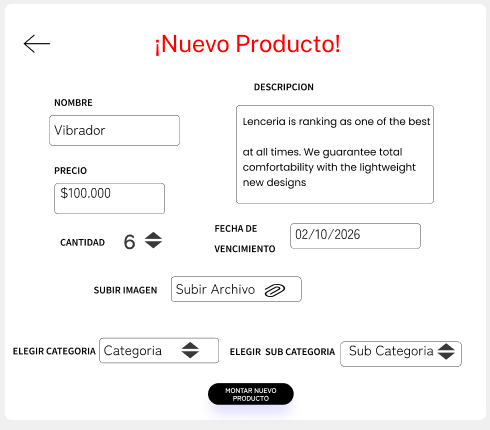 ¡Nuevo Producto!
DESCRIPCION
NOMBRE
Vibrador
Lenceria is ranking as one of the best
at all times. We guarantee total
comfortability with the lightweight
new designs
PRECIO
$100.000
CANTIDAD 6
FECHA DE
VENCIMIENTO
02/10/2026
SUBIR IMAGEN Subir Archivo
ELEGIR CATEGORIA Categoria ELEGIR SUB CATEGORIA Sub Categoria
MONTAR NUEVO
PRODUCTO